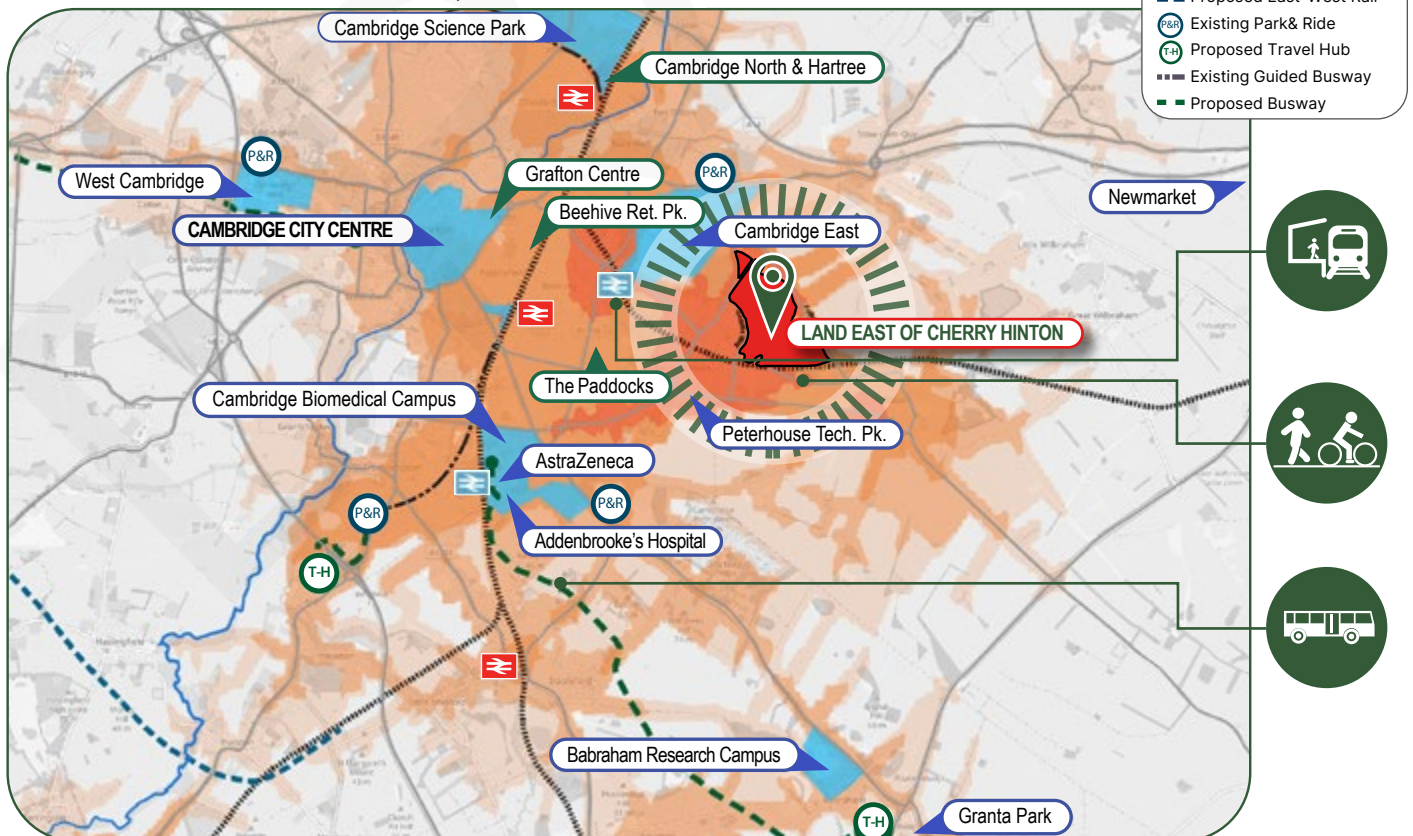 Proposed East-West Rail
P&R Existing Park& Ride
T-H Proposed Travel Hub
Existing Guided Busway
Proposed Busway
Cambridge Science Park
Cambridge North & Hartree
P&R
West Cambridge
Grafton Centre
P&R
Newmarket
CAMBRIDGE CITY CENTRE
Beehive Ret. Pk.
Cambridge East
LAND EAST OF CHERRY HINTON
The Paddocks
Cambridge Biomedical Campus
Peterhouse Tech. Pk.
AstraZeneca
P&R
P&R
Addenbrooke's Hospital
T-H
Babraham Research Campus
T-H
Granta Park